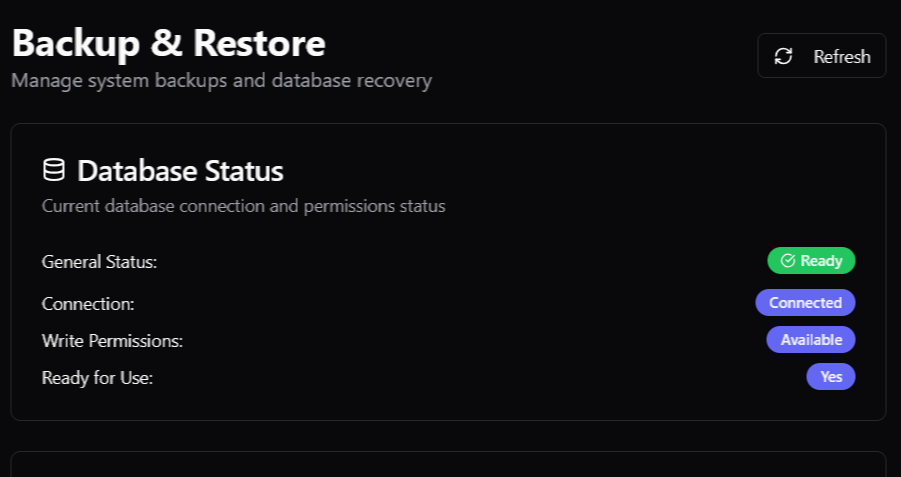 Backup & Restore
Manage system backups and database recovery
Refresh
Database Status
Current database connection and permissions status
General Status:
Ready
Connection:
Connected
Write Permissions:
Available
Ready for Use:
Yes